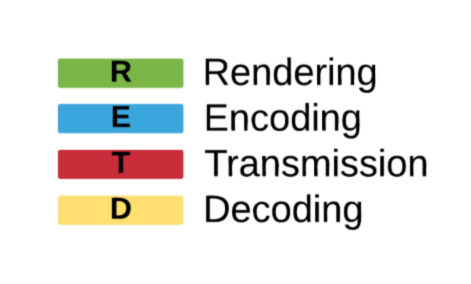 R Rendering
E Encoding
T Transmission
D Decoding